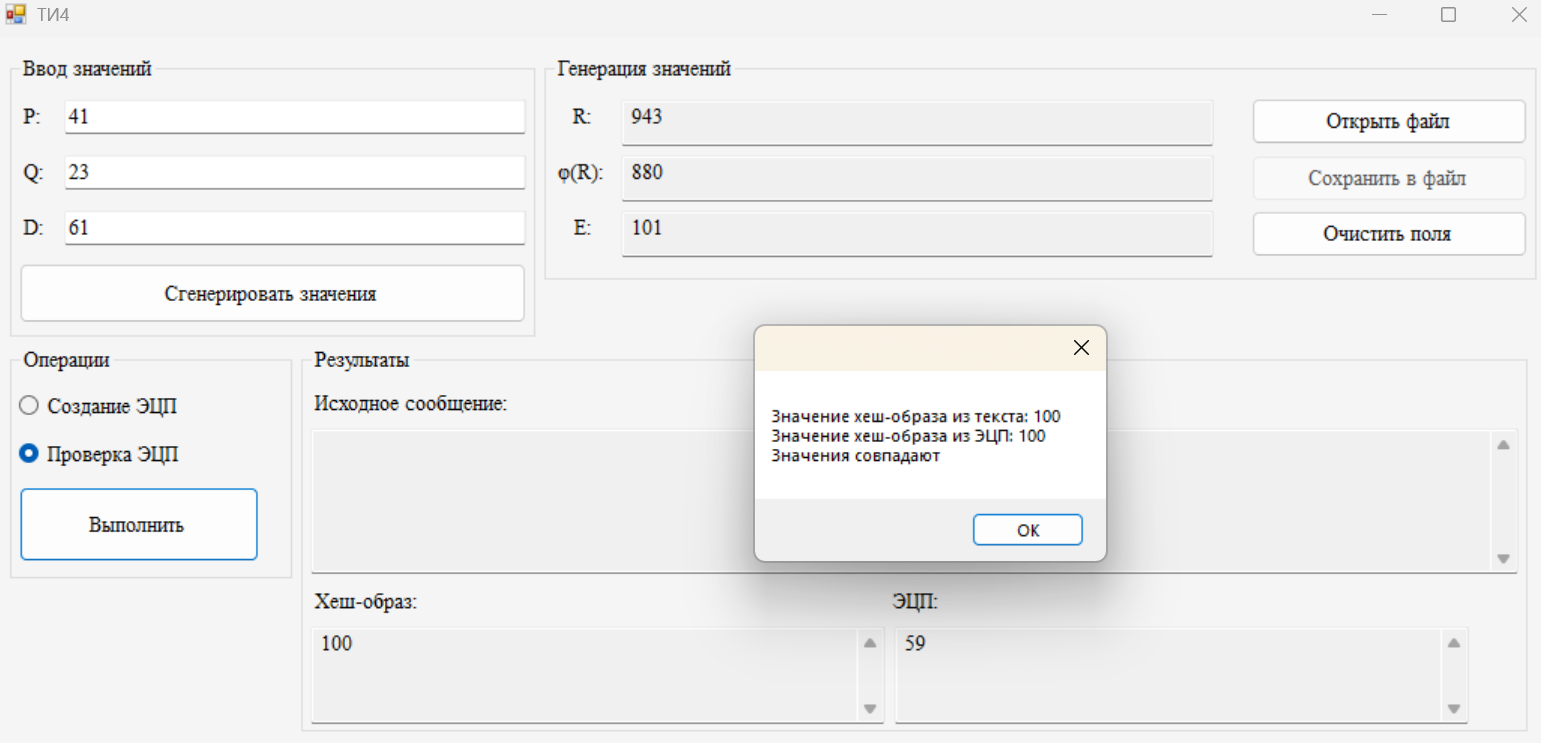 ТИ4
Ввод значений
P: 41
Q: 23
D: 61
Сгенерировать значения
Генерация значений
R: 943
φ(R): 880
E: 101
Открыть файл
Сохранить в файл
Очистить поля
Операции
Создание ЭЦП
Проверка ЭЦП
Выполнить
Результаты
Исходное сообщение:
Значение хеш-образа из текста: 100
Значение хеш-образа из ЭЦП: 100
Значения совпадают
OK
Хеш-образ:
100
ЭЦП:
59